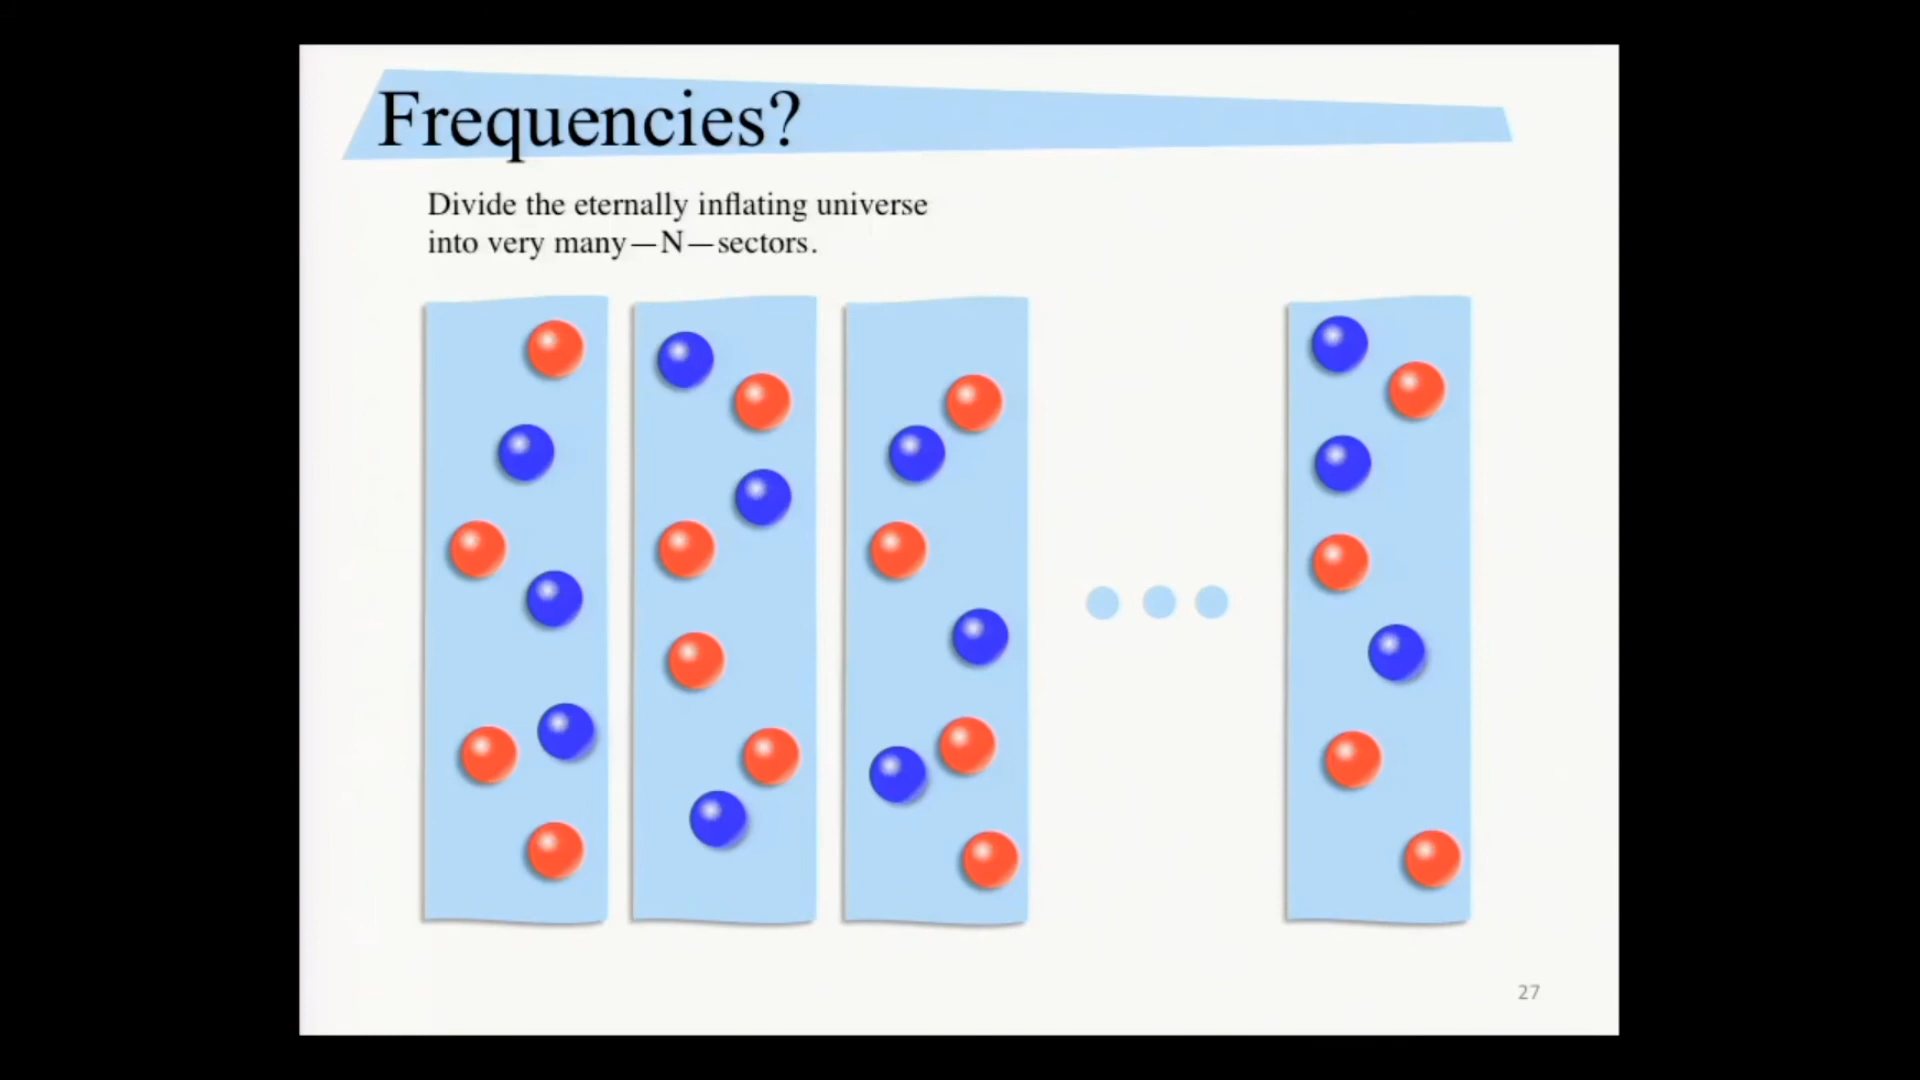 Frequencies?
Divide the eternally inflating universe
into very many—N—sectors.
27